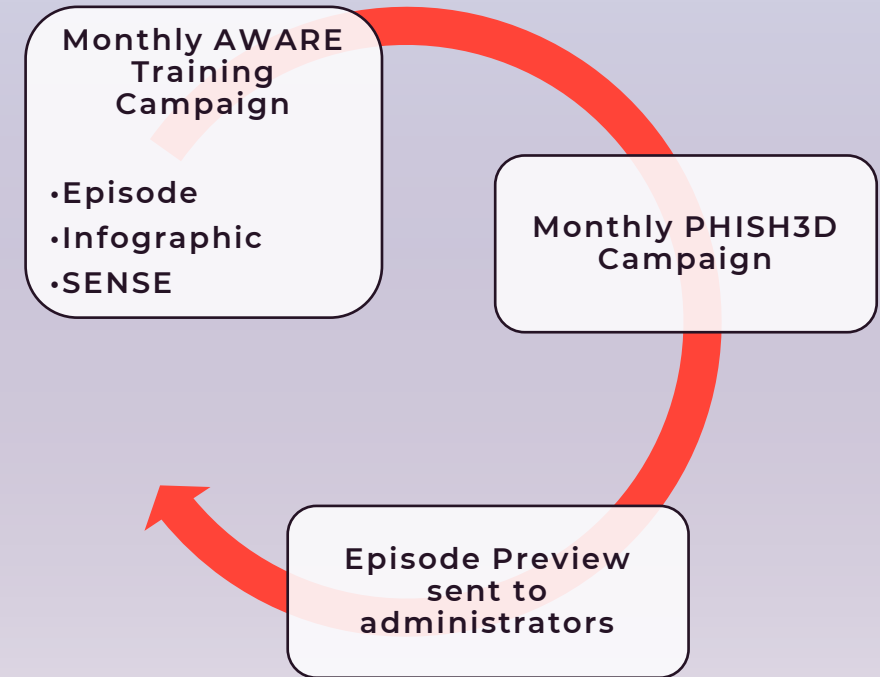 Monthly AWARE
Training
Campaign
•Episode
•Infographic
•SENSE
Monthly PHISH3D
Campaign
Episode Preview
sent to
administrators